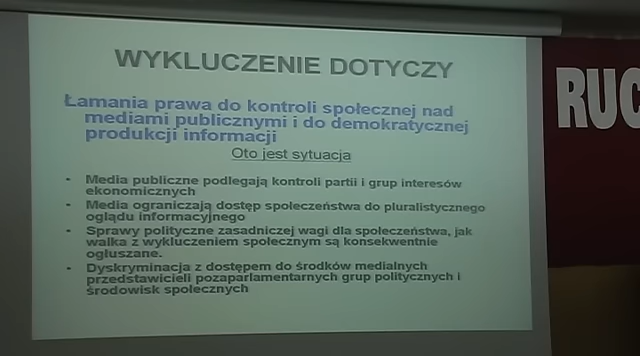 WYKLUCZENIE DOTYCZY
Łamania prawa do kontroli społecznej nad
mediami publicznymi i do demokratycznej
produkcji informacji
Oto jest sytuacja
• Media publiczne podlegają kontroli partii i grup interesów
ekonomicznych
• Media ograniczają dostęp społeczeństwa do pluralistycznego
oglądu informacyjnego
• Sprawy polityczne zasadniczej wagi dla społeczeństwa, jak
walka z wykluczeniem społecznym są konsekwentnie
ogłuszane.
• Dyskryminacja z dostępem do środków medialnych
przedstawicieli pozaparlamentarnych grup politycznych i
środowisk społecznych
RUC